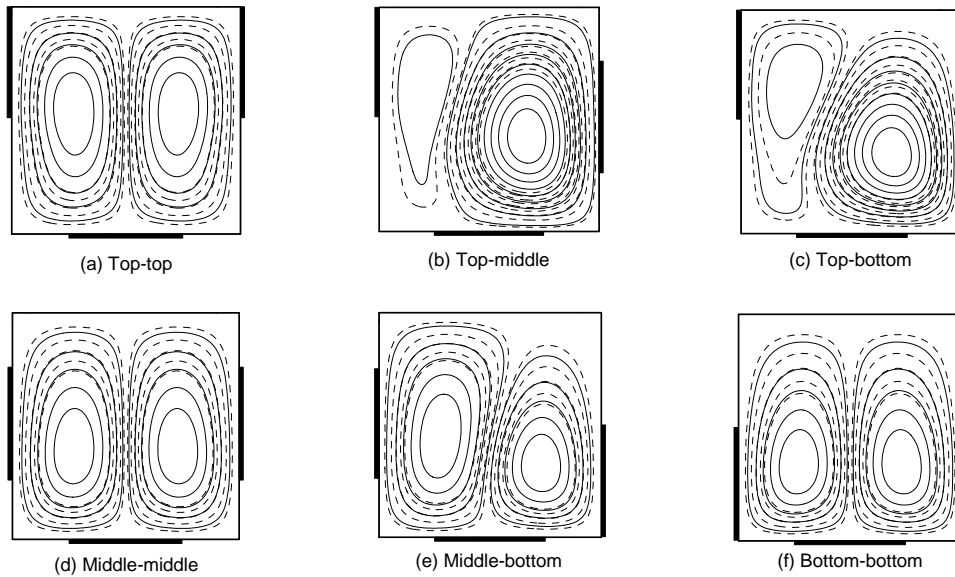 (a) Top-top
(b) Top-middle
(c) Top-bottom
(d) Middle-middle
(e) Middle-bottom
(f) Bottom-bottom